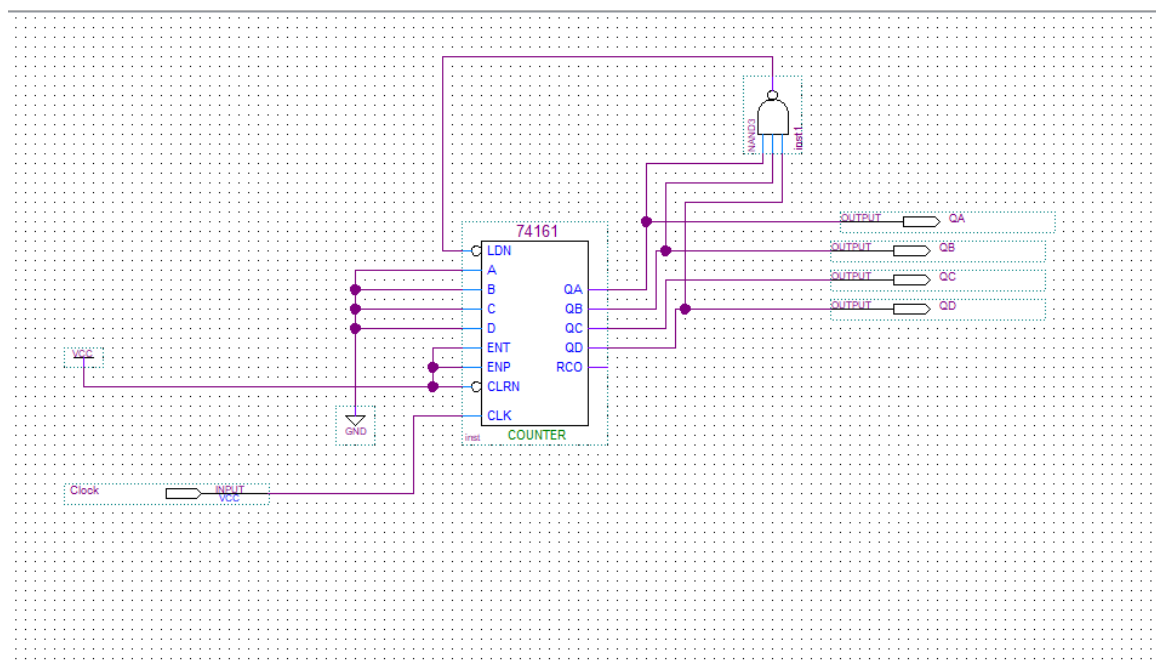 NAND3
inst1
OUTPUT QA
74161
LDN
OUTPUT QB
A
OUTPUT QC
B QA
C QB
OUTPUT QD
D QC
ENT QD
VCC
ENP RCO
CLRN
CLK
GND
inst COUNTER
Clock INPUT
VCC